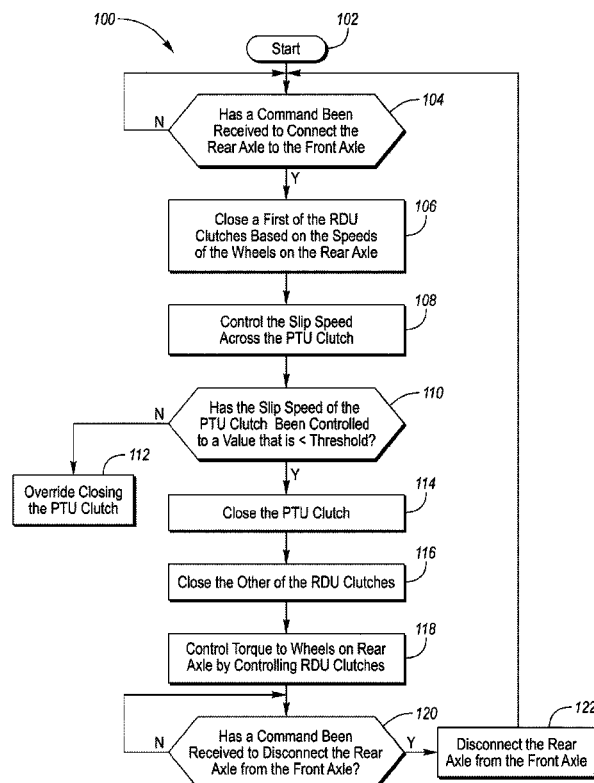 100
102
Start
104
Has a Command Been
Received to Connect the
Rear Axle to the Front Axle
N
Y
106
Close a First of the RDU
Clutches Based on the Speeds
of the Wheels on the Rear Axle
108
Control the Slip Speed
Across the PTU Clutch
110
Has the Slip Speed of the
PTU Clutch Been Controlled
to a Value that is < Threshold?
N
112
Override Closing
the PTU Clutch
Y
114
Close the PTU Clutch
116
Close the Other of the RDU Clutches
118
Control Torque to Wheels on Rear
Axle by Controlling RDU Clutches
120
Has a Command Been
Received to Disconnect the Rear
Axle from the Front Axle?
N
Y
122
Disconnect the Rear
Axle from the Front Axle